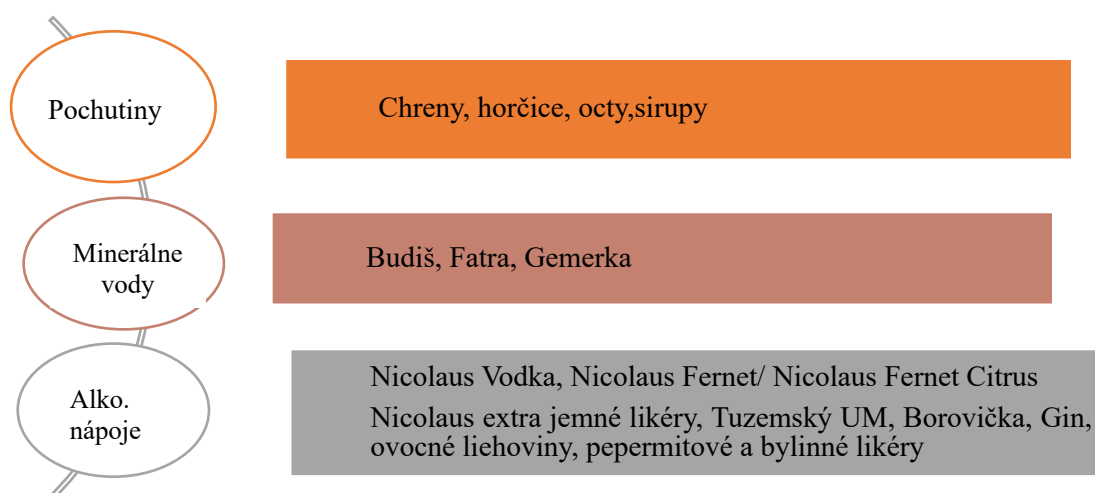 Pochutiny
Chreny, horčice, octy,sirupy
Minerálne
vody
Budiš, Fatra, Gemerka
Alko.
nápoje
Nicolaus Vodka, Nicolaus Fernet/ Nicolaus Fernet Citrus
Nicolaus extra jemné likéry, Tuzemský UM, Borovička, Gin,
ovocné liehoviny, pepermitové a bylinné likéry